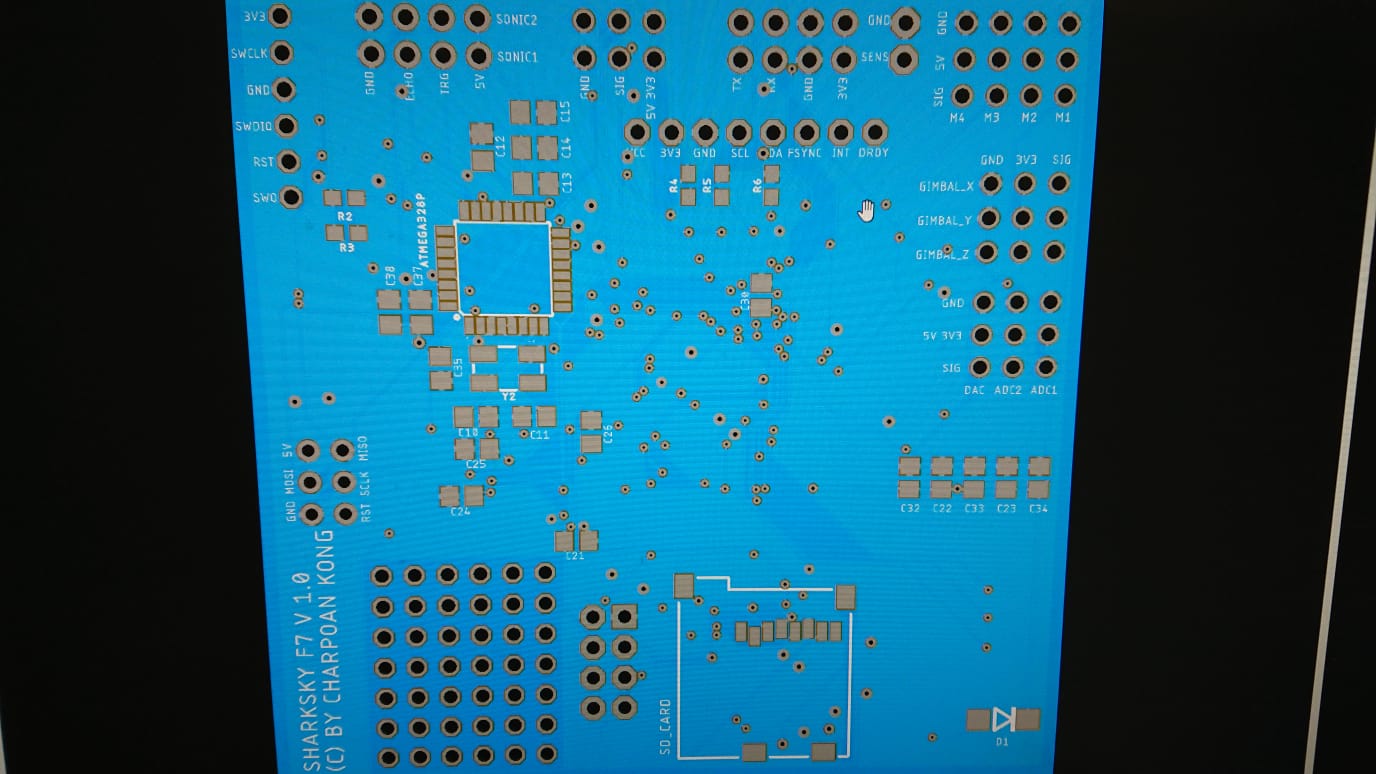 3V3
SONIC2
GND
GND
SWCLK
SONIC1
SENS
5V
GND
ECHO
TRG
5V
GND
SIG
5V 3V3
TX
RX
GND
3V3
SIG
GND
M4 M3 M2 M1
C15
SWDIO
C12
C14
3V3 GND SCL FSYNC INT DRDY
RST
GND 3V3 SIG
C13
R4
R5
R6
GIMBAL_X
SWO
R2
ATMEGA328P
GIMBAL_Y
R3
GIMBAL_Z
C38
C37
C30
GND
5V 3V3
C35
SIG
DAC ADC2 ADC1
Y2
C11
C26
5V
MISO
C25
MOSI
SCLK
GND
RST
C24
C32 C22 C33 C23 C34
C21
SHARKSKY F7 V 1.0
(C) BY CHARPOAN KONG
SD_CARD
D1